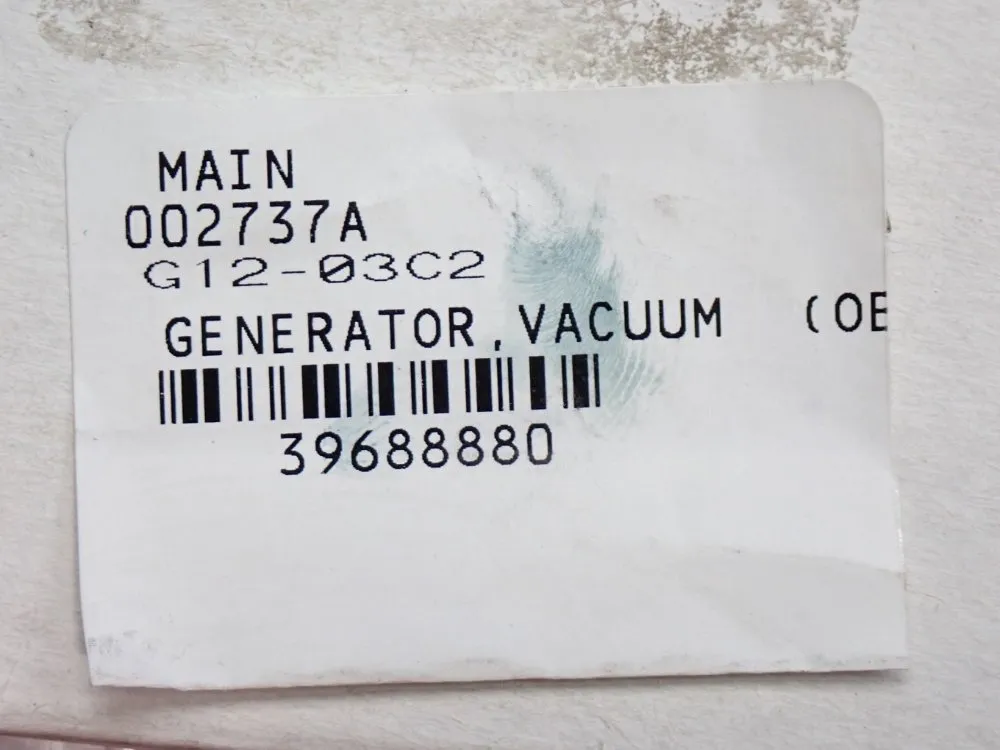 MAIN
002737A
G12-03C2
GENERATOR,VACUUM (OE
39688880